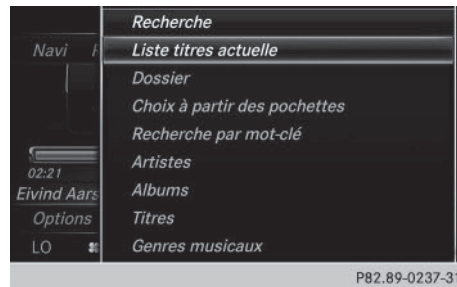 Recherche
Navi
Liste titres actuelle
Dossier
Choix à partir des pochettes
Recherche par mot-clé
Artistes
02:21
Eivind Aars
Albums
Options
Titres
LO
Genres musicaux
P82.89-0237-31